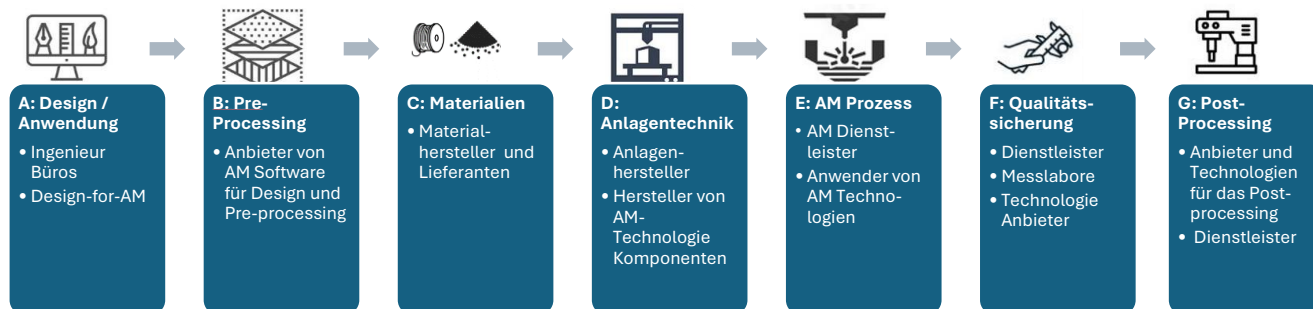 A: Design /
Anwendung
• Ingenieur
Büros
• Design-for-AM
B: Pre-
Processing
• Anbieter von
AM Software
für Design und
Pre-processing
C: Materialien
• Material-
hersteller und
Lieferanten
D:
Anlagentechnik
• Anlagen-
hersteller
• Hersteller von
AM-
Technologie
Komponenten
E: AM Prozess
• AM Dienst-
leister
• Anwender von
AM Techno-
logien
F: Qualitäts-
sicherung
• Dienstleister
• Messlabore
• Technologie
Anbieter
G: Post-
Processing
• Anbieter und
Technologien
für das Post-
processing
• Dienstleister